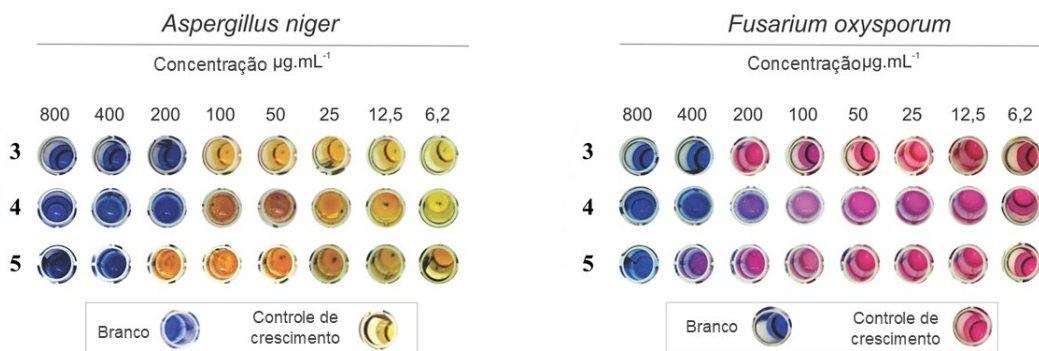 Aspergillus niger
Concentração µg.mL⁻¹
800 400 200 100 50 25 12,5 6,2
3
4
5
Branco
Controle de
crescimento
Fusarium oxysporum
Concentraçãoµg.mL⁻¹
800 400 200 100 50 25 12,5 6,2
3
4
5
Branco
Controle de
crescimento